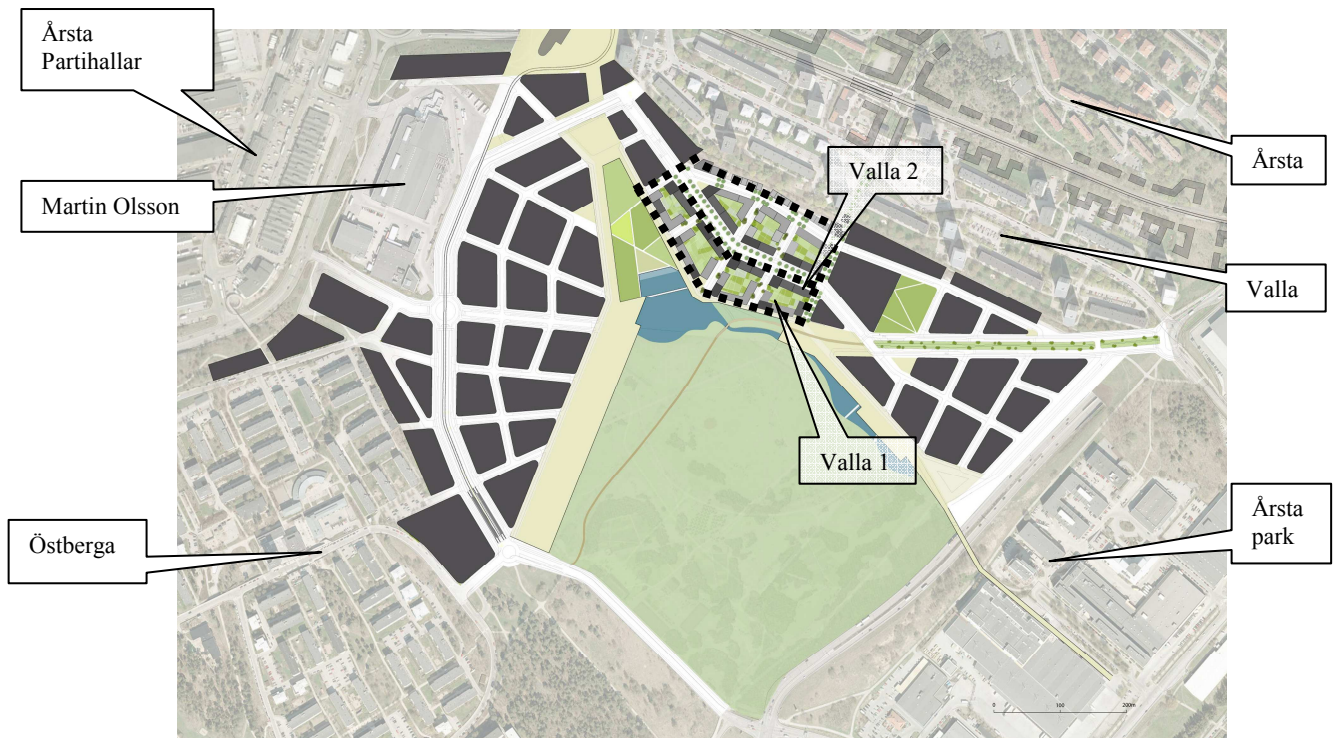 Årsta
Partihallar
Martin Olsson
Valla 2
Årsta
Valla
Valla 1
Östberga
Årsta
park
0 100 200m